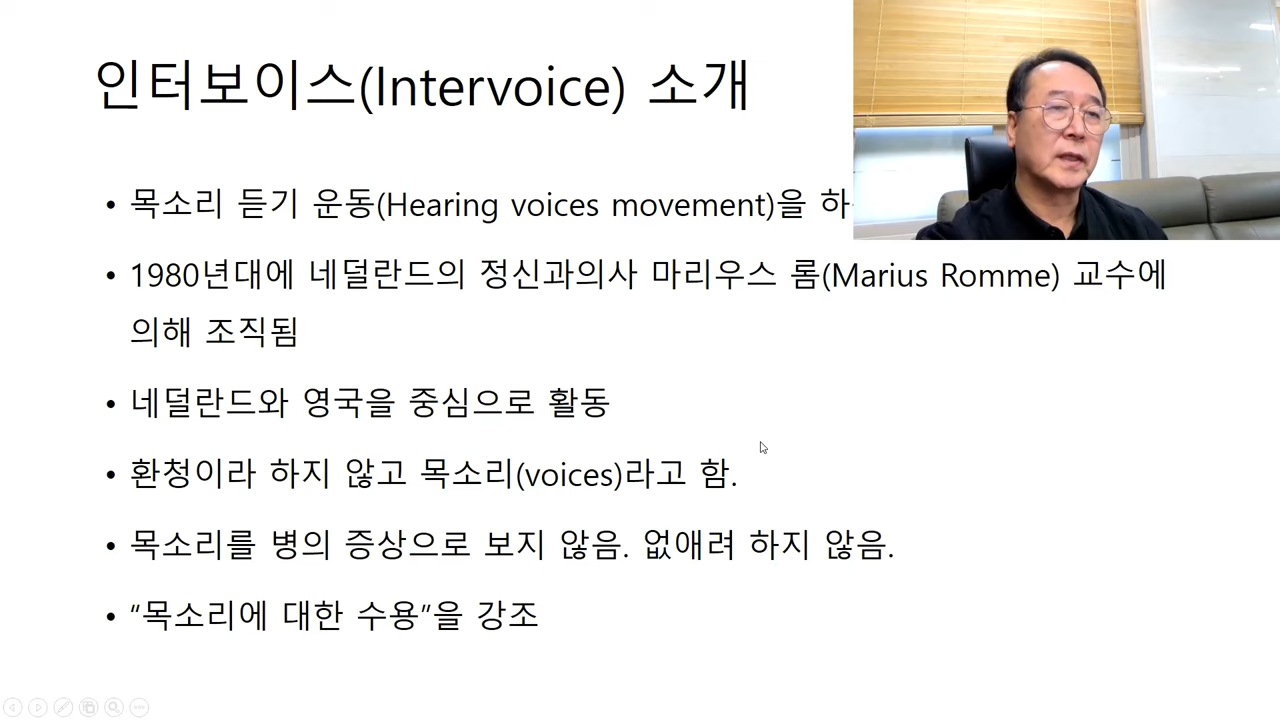 인터보이스(Intervoice) 소개
• 목소리 듣기 운동(Hearing voices movement)을 하
• 1980년대에 네덜란드의 정신과의사 마리우스 롬(Marius Romme) 교수에
의해 조직됨
• 네덜란드와 영국을 중심으로 활동
• 환청이라 하지 않고 목소리(voices)라고 함.
• 목소리를 병의 증상으로 보지 않음. 없애려 하지 않음.
• “목소리에 대한 수용”을 강조